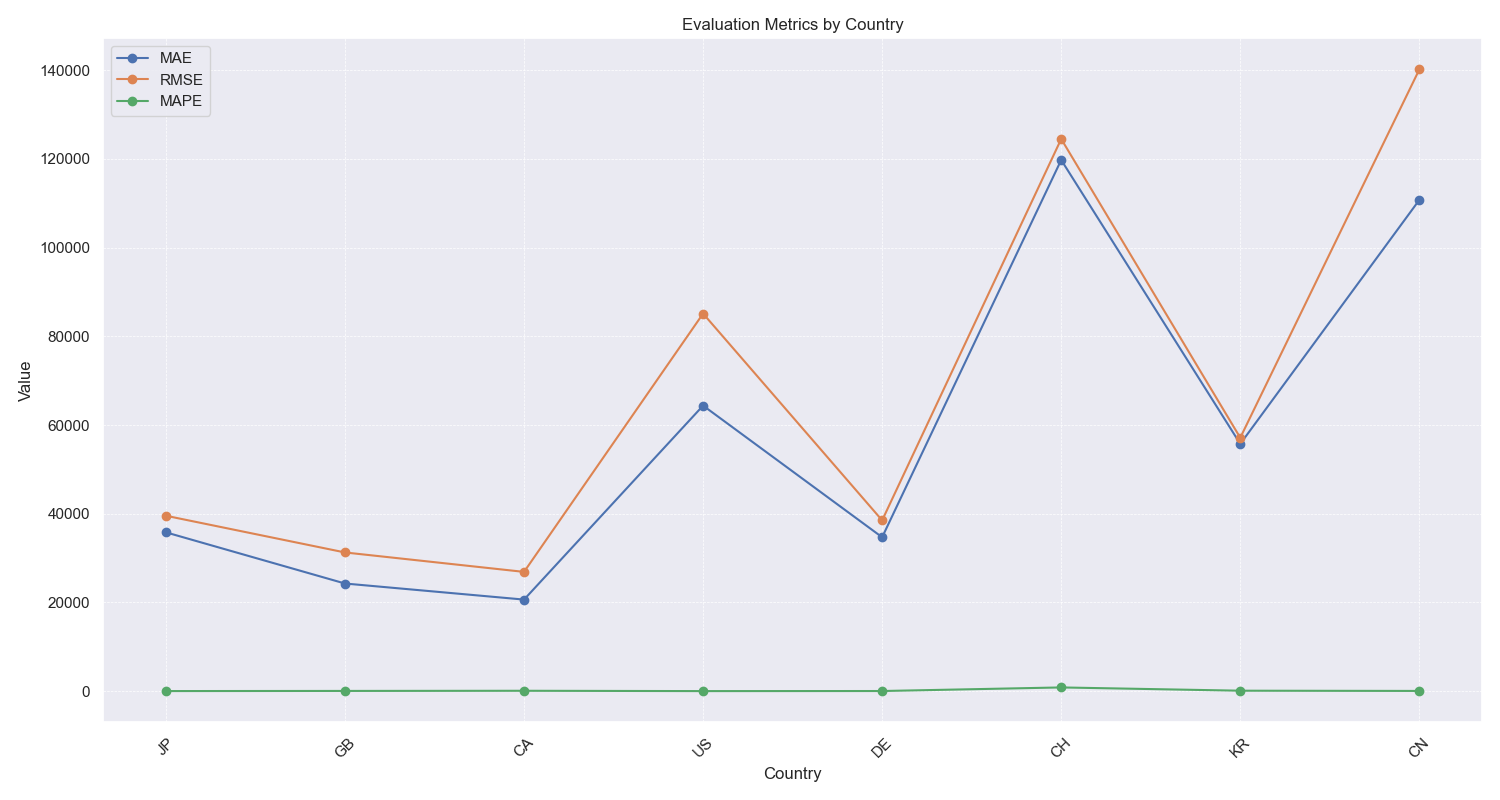 Evaluation Metrics by Country
MAE
RMSE
MAPE
140000
120000
100000
80000
60000
40000
20000
0
Value
JP
GB
CA
US
DE
CH
KR
CN
Country